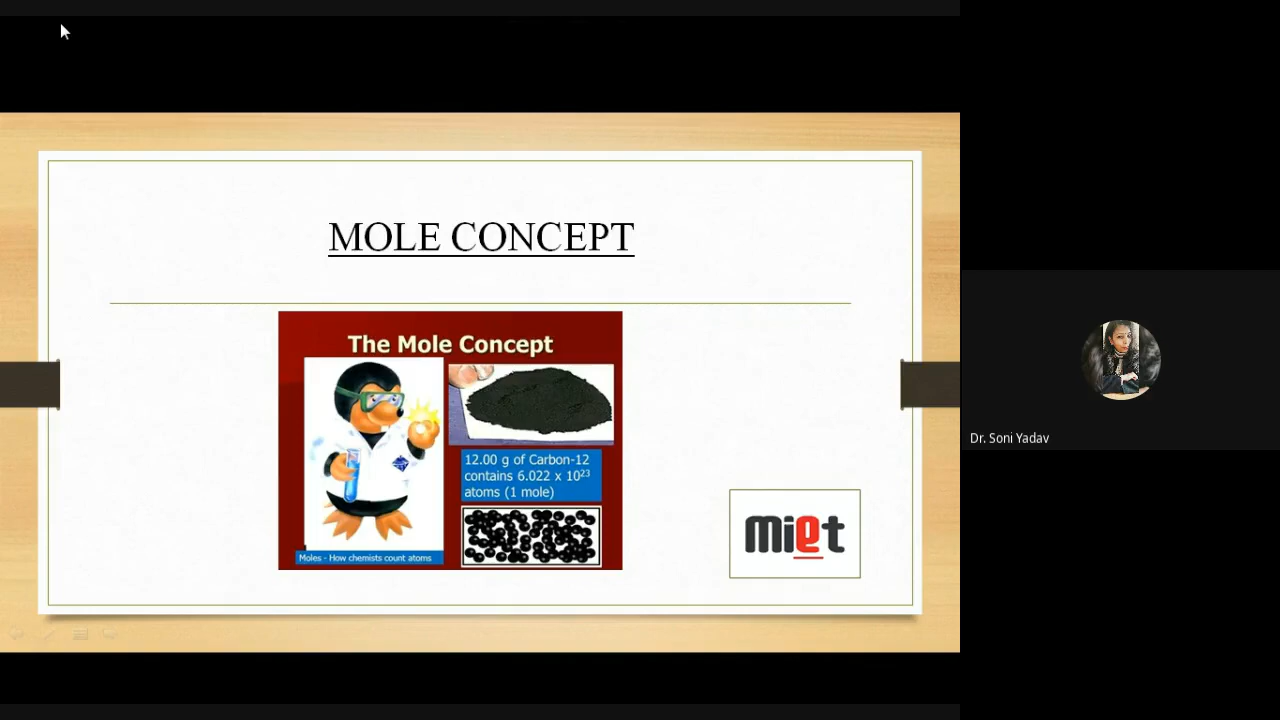 MOLE CONCEPT
The Mole Concept
12.00 g of Carbon-12
contains 6.022 x 10²³
atoms (1 mole)
Moles - How chemists count atoms
miet
Dr. Soni Yadav